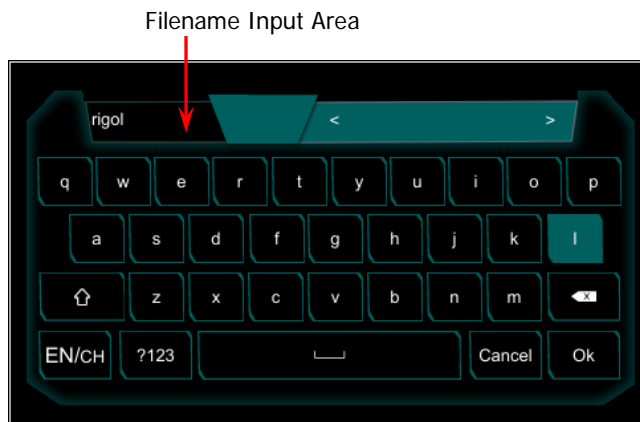 Filename Input Area
rigol < >
q w e r t y u i o p
a s d f g h j k l
z x c v b n m x
EN/CH ?123 Cancel Ok